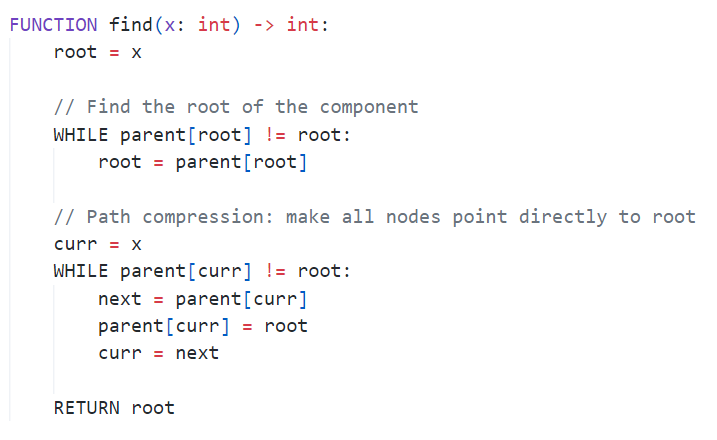 FUNCTION find(x: int) -> int:
    root = x

    // Find the root of the component
    WHILE parent[root] != root:
        root = parent[root]

    // Path compression: make all nodes point directly to root
    curr = x
    WHILE parent[curr] != root:
        next = parent[curr]
        parent[curr] = root
        curr = next

    RETURN root